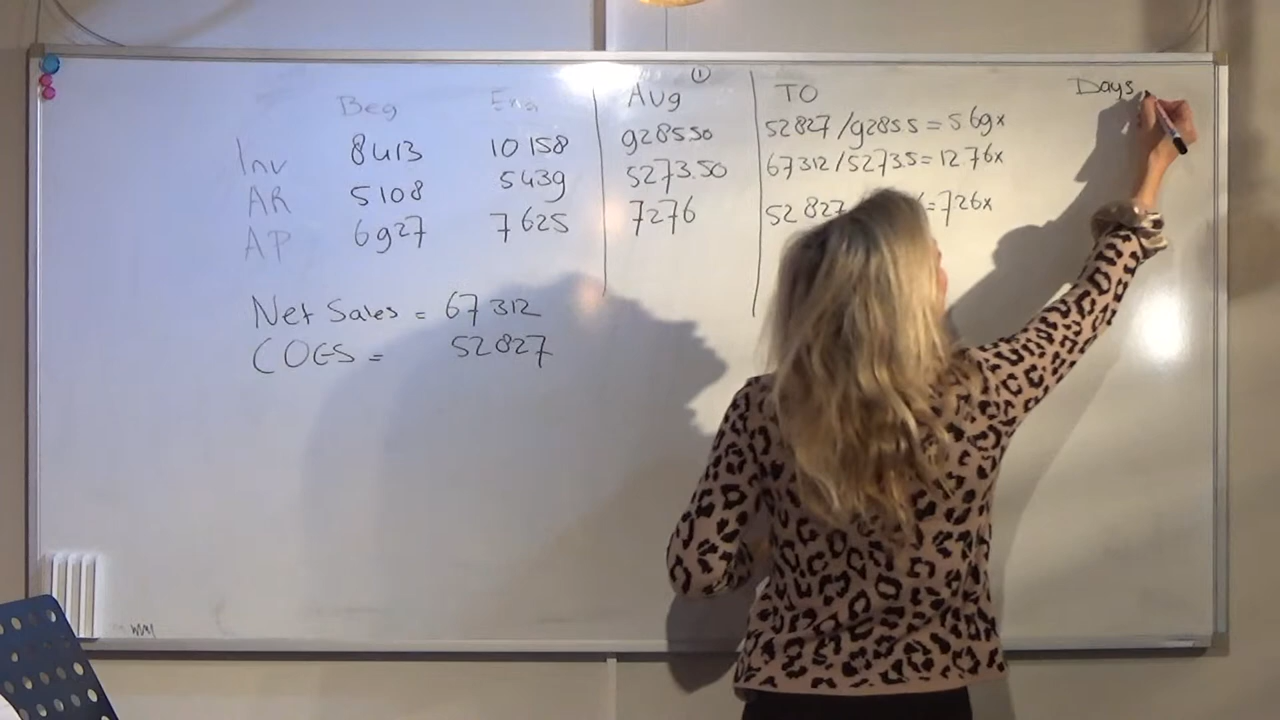 ①
Beg End Avg TO Days
Inv 8413 10158 9285.50 52827/9285.5 = 5.69x
AR 5108 5439 5273.50 67312/5273.5 = 12.76x
AP 6927 7625 7276 52827 = 7.26x
Net Sales = 67312
COGS = 52827